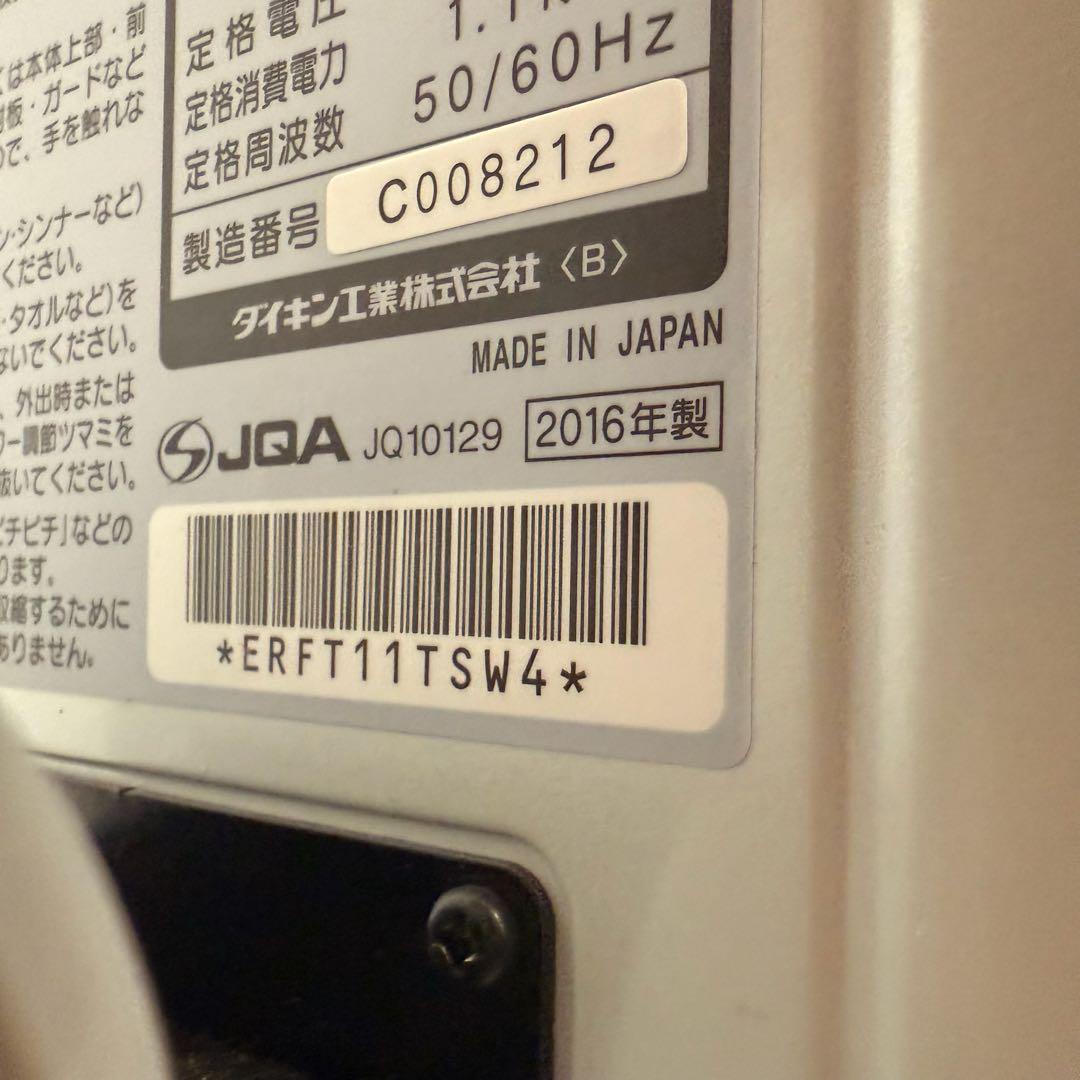 は本体上部・前
板・ガードなど
で、手を触れな
ン・シンナーなど)
ください。
・タオルなど)を
ないでください。
、外出時または
ー調節ツマミを
抜いてください。
ピチピチ」などの
ります。
収縮するために
ありません。
定格電圧
定格消費電力 1.1k
定格周波数 50/60Hz
製造番号 C008212
ダイキン工業株式会社〈B〉
MADE IN JAPAN
JQA JQ10129 2016年製
*ERFT11TSW4*